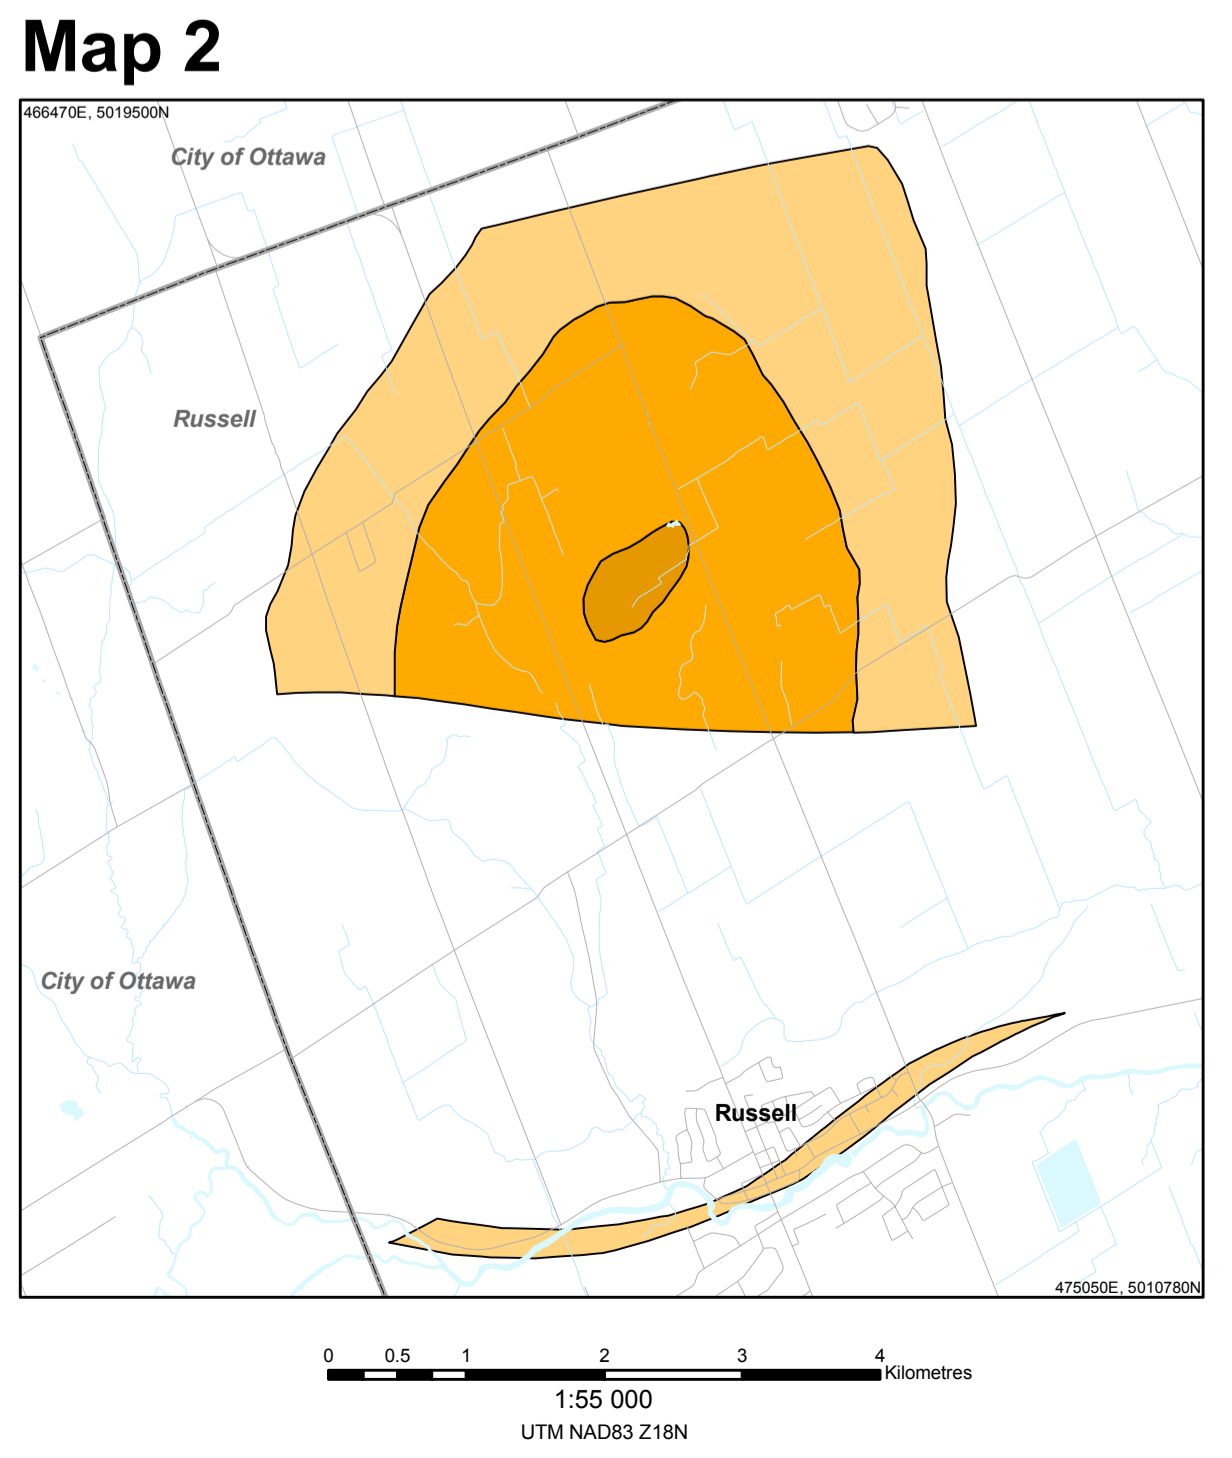 Map 2
466470E, 5019500N
City of Ottawa
Russell
City of Ottawa
Russell
475050E, 5010780N
0 0.5 1 2 3 4
Kilometres
1:55 000
UTM NAD83 Z18N